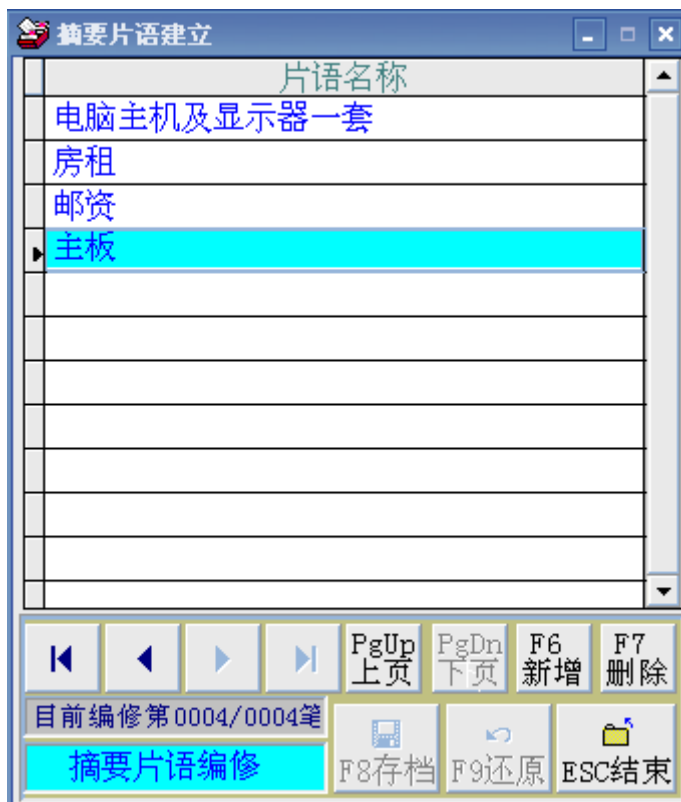 摘要片语建立
片语名称
电脑主机及显示器一套
房租
邮资
主板
PgUp PgDn F6 F7
上页 下页 新增 删除
目前编修第0004/0004笔
摘要片语编修
F8存档 F9还原 ESC结束